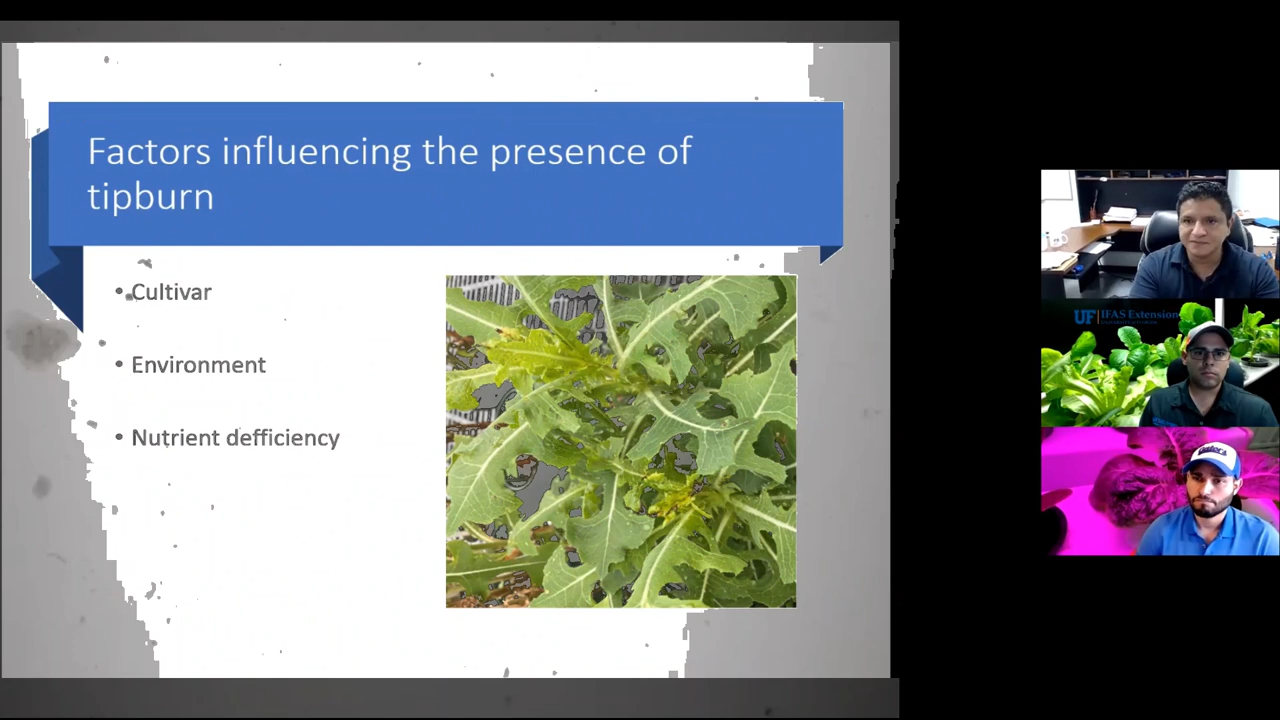 Factors influencing the presence of
tipburn
• Cultivar
• Environment
• Nutrient defficiency
UF IFAS Extension